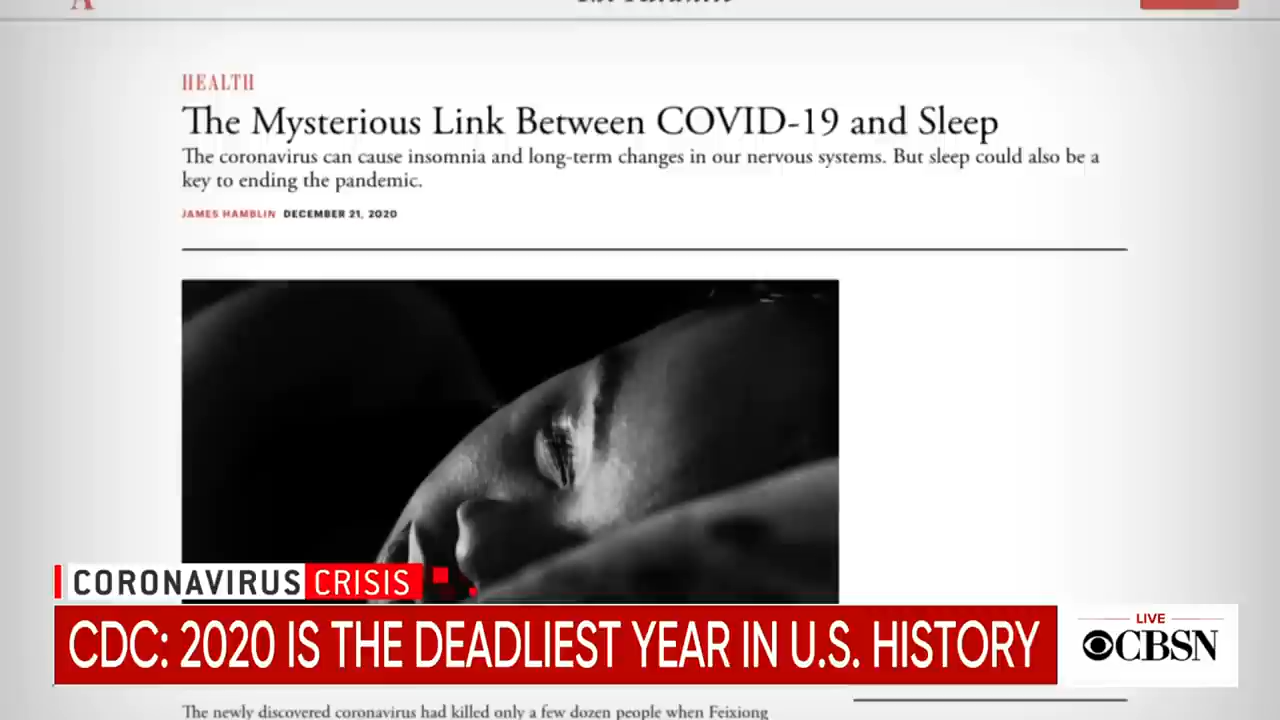 HEALTH
The Mysterious Link Between COVID-19 and Sleep
The coronavirus can cause insomnia and long-term changes in our nervous systems. But sleep could also be a
key to ending the pandemic.
JAMES HAMBLIN DECEMBER 21, 2020
CORONAVIRUS CRISIS
CDC: 2020 IS THE DEADLIEST YEAR IN U.S. HISTORY
LIVE
CBSN
The newly discovered coronavirus had killed only a few dozen people when Feixiong